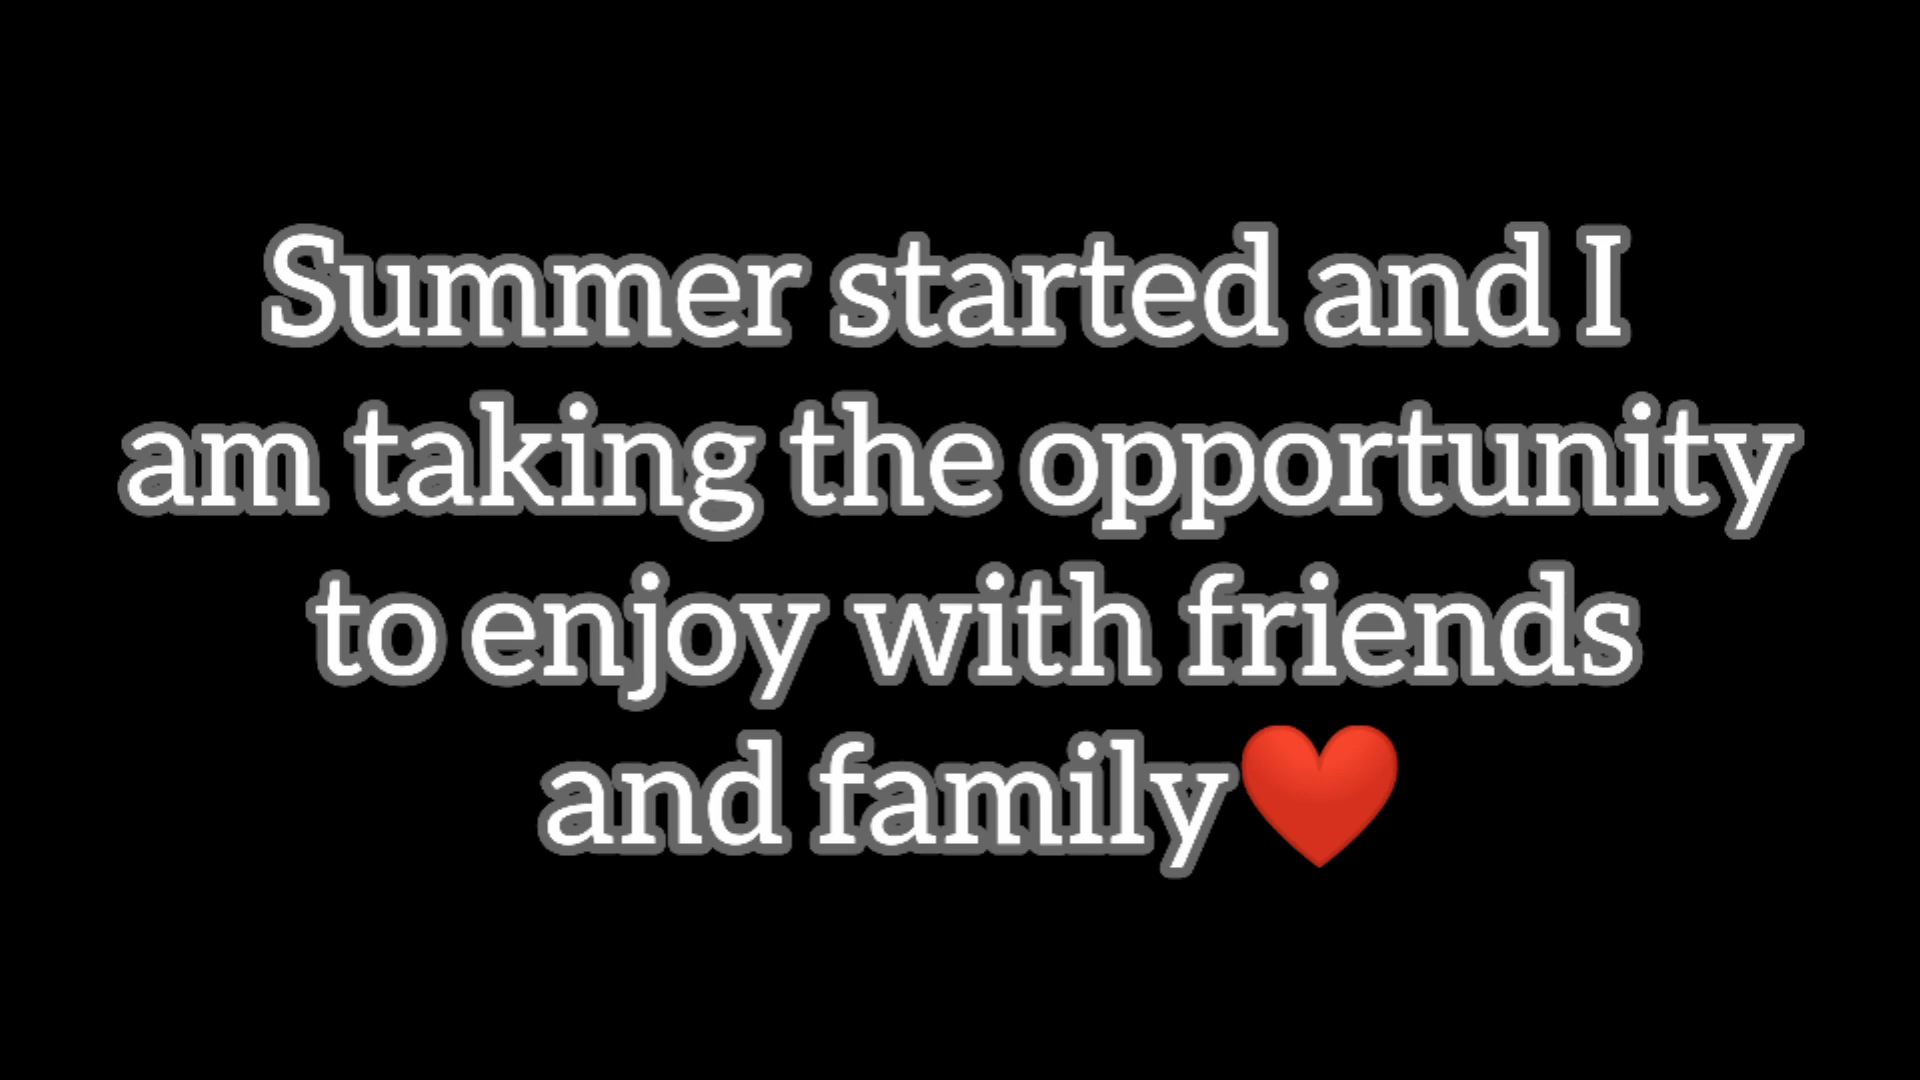 Summer started and I
am taking the opportunity
to enjoy with friends
and family❤️